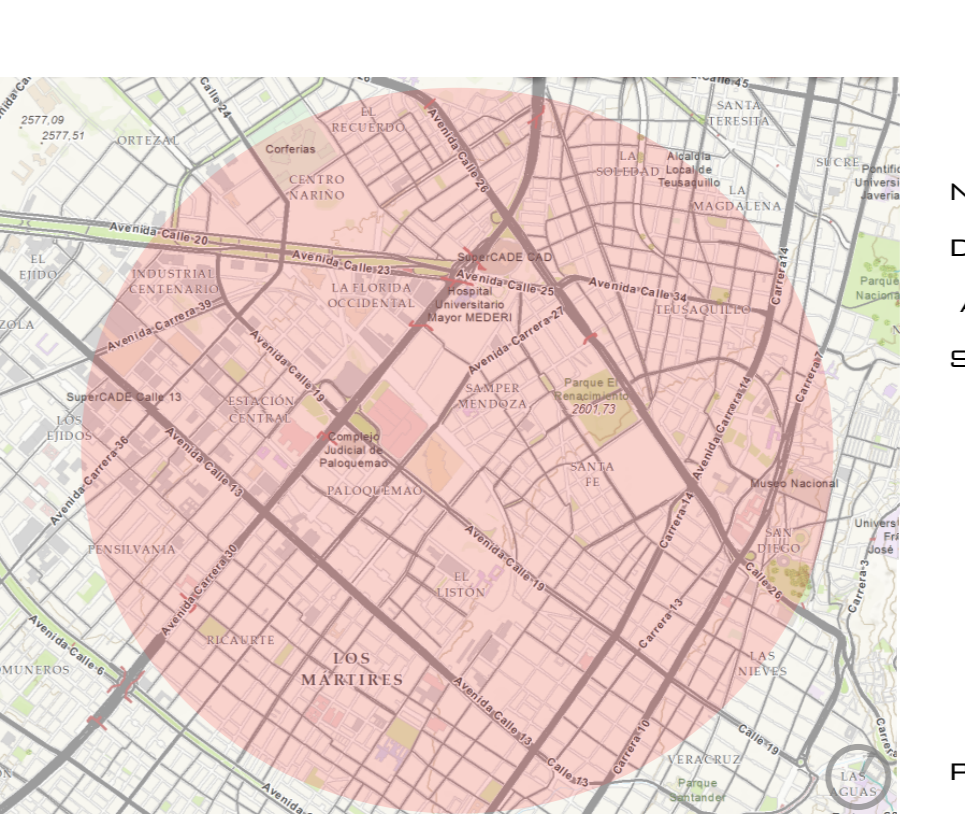 Calle 45
Calle 24
SANTA
TERESITA
2577,09
2577,51
EL
RECUERDO
ORTEZAL
Avenida Calle 26
Corferias
LA
SOLEDAD
Alcaldía
Local de
Teusaquillo
SUCRE
CENTRO
NARIÑO
LA
MAGDALENA
N
Avenida-Calle-20
D
EL
EJIDO
Avenida-Calle-23
SuperCADE CAD
INDUSTRIAL
CENTENARIO
LA FLORIDA
OCCIDENTAL
Avenida-Calle-25
Avenida Calle 34
Carrera 14
Hospital
Universitario
Mayor MEDERI
TEUSAQUILLO
Avenida-Carrera-39
Avenida-Carrera-27
S
Avenida-Calle-19
SAMPER
MENDOZA
Parque El
Renacimiento
2601,73
Carrera 7
SuperCADE Calle 13
ESTACIÓN
CENTRAL
LOS
EJIDOS
Avenida Carrera 14
Avenida-Carrera-36
Avenida-Calle-13
Complejo
Judicial de
Paloquemao
SANTA
FE
Museo Nacional
PALOQUEMAO
Carrera-14
SAN
DIEGO
PENSILVANIA
Avenida Calle-19
Avenida Carrera 30
EL
LISTÓN
Calle-26
Carrera-3
Carrera-13
RICAURTE
Avenida-Calle-6
LOS
MÁRTIRES
LAS
NIEVES
Avenida Calle 13
Carrera-10
Calle-19
VERACRUZ
Calle-13
Parque
Santander
LAS
AGUAS
Avenida-Calle